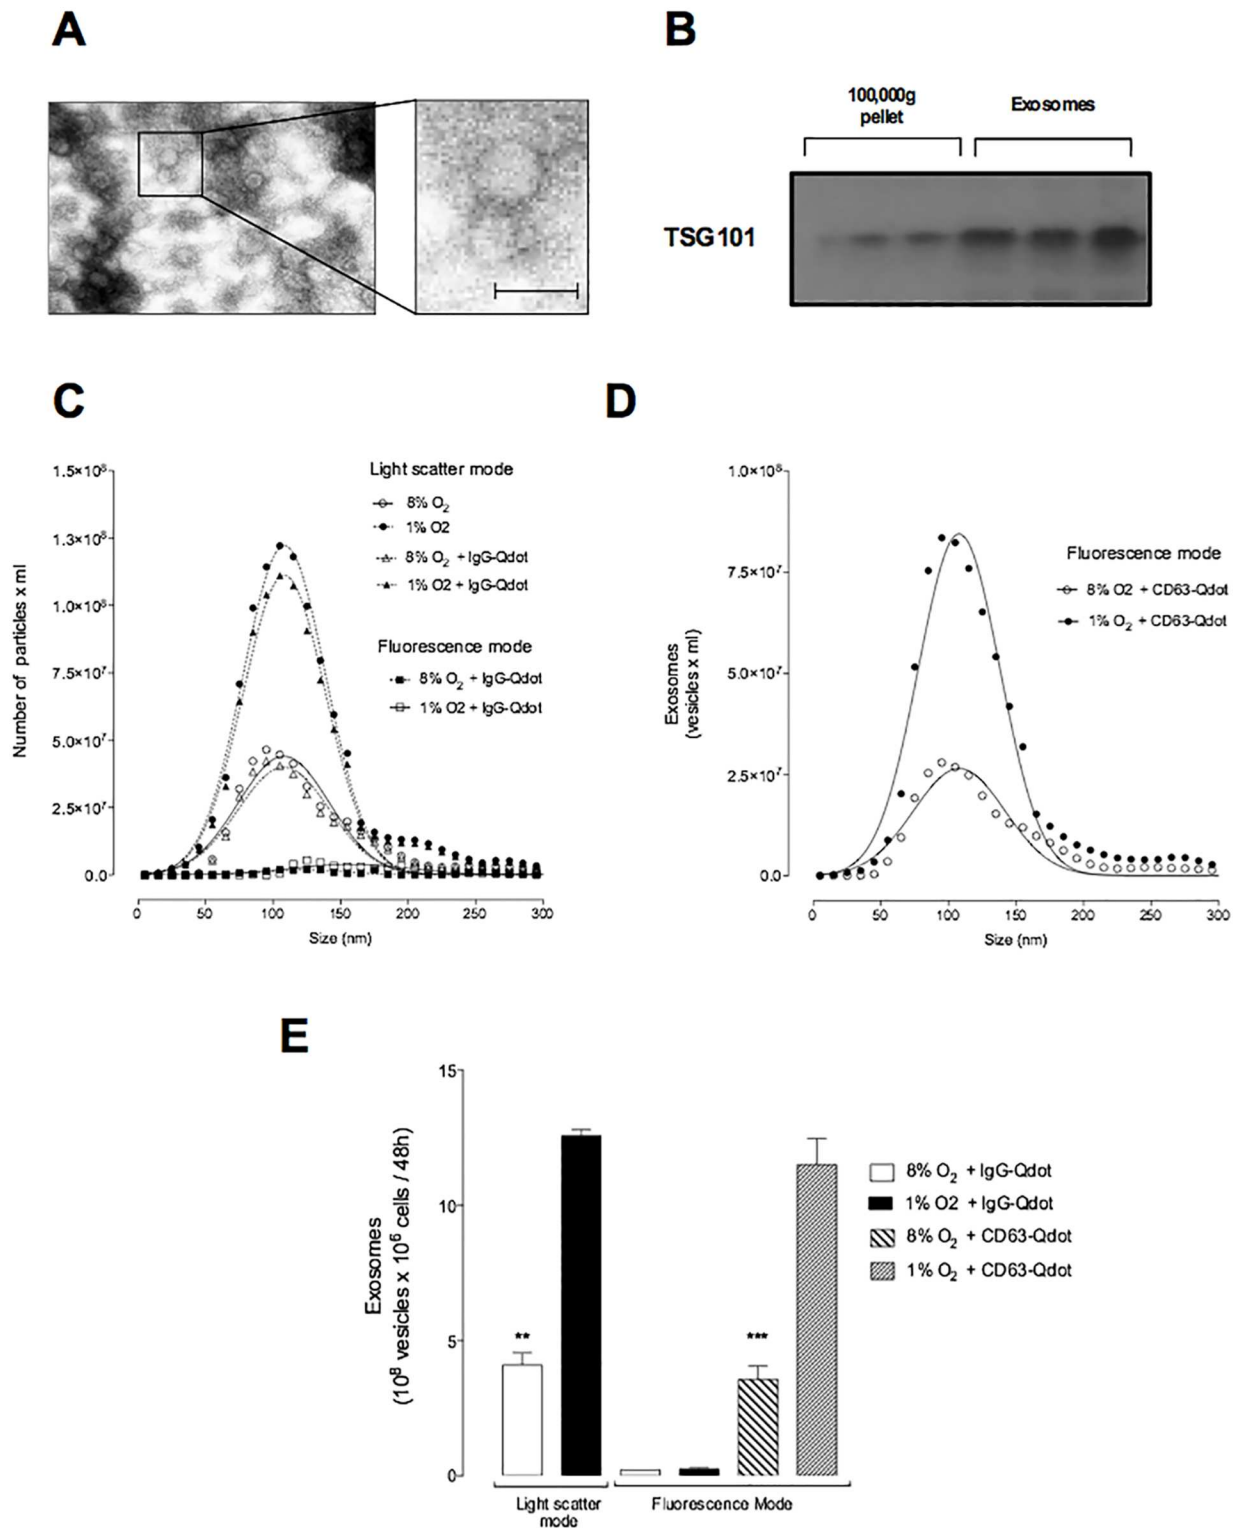 A
B
100,000g
pellet
Exosomes
TSG101
C
D
1.5×10⁸
1.3×10⁸
1.0×10⁸
7.5×10⁷
5.0×10⁷
2.5×10⁷
0.0
Number of particles x ml
0 50 100 150 200 250 300
Size (nm)
Light scatter mode
8% O₂
1% O2
8% O₂ + IgG-Qdot
1% O2 + IgG-Qdot
Fluorescence mode
8% O₂ + IgG-Qdot
1% O2 + IgG-Qdot
1.0×10⁸
7.5×10⁷
5.0×10⁷
2.5×10⁷
0.0
Exosomes
(vesicles x ml)
0 50 100 150 200 250 300
Size (nm)
Fluorescence mode
8% O2 + CD63-Qdot
1% O₂ + CD63-Qdot
E
15
10
5
0
Exosomes
(10⁸ vesicles x 10⁶ cells / 48h)
**
***
8% O₂ + IgG-Qdot
1% O2 + IgG-Qdot
8% O₂ + CD63-Qdot
1% O₂ + CD63-Qdot
Light scatter
mode
Fluorescence Mode